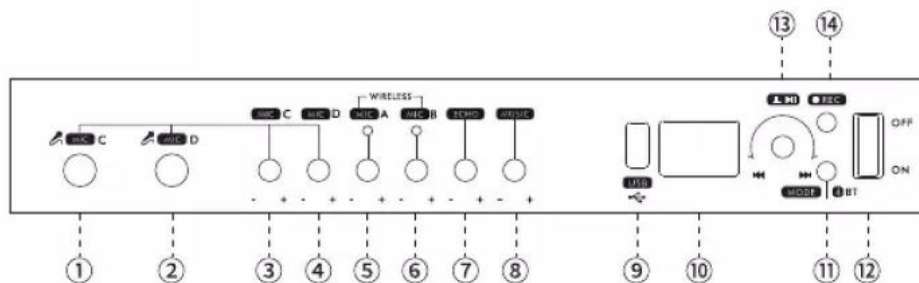 ⑬ ⑭
WIRELESS
MIC C MIC D MIC A MIC B ECHO MUSIC REC OFF
MIC C MIC D
ON
USB MODE BT
- + - + - + - + - + - +
① ② ③ ④ ⑤ ⑥ ⑦ ⑧ ⑨ ⑩ ⑪ ⑫